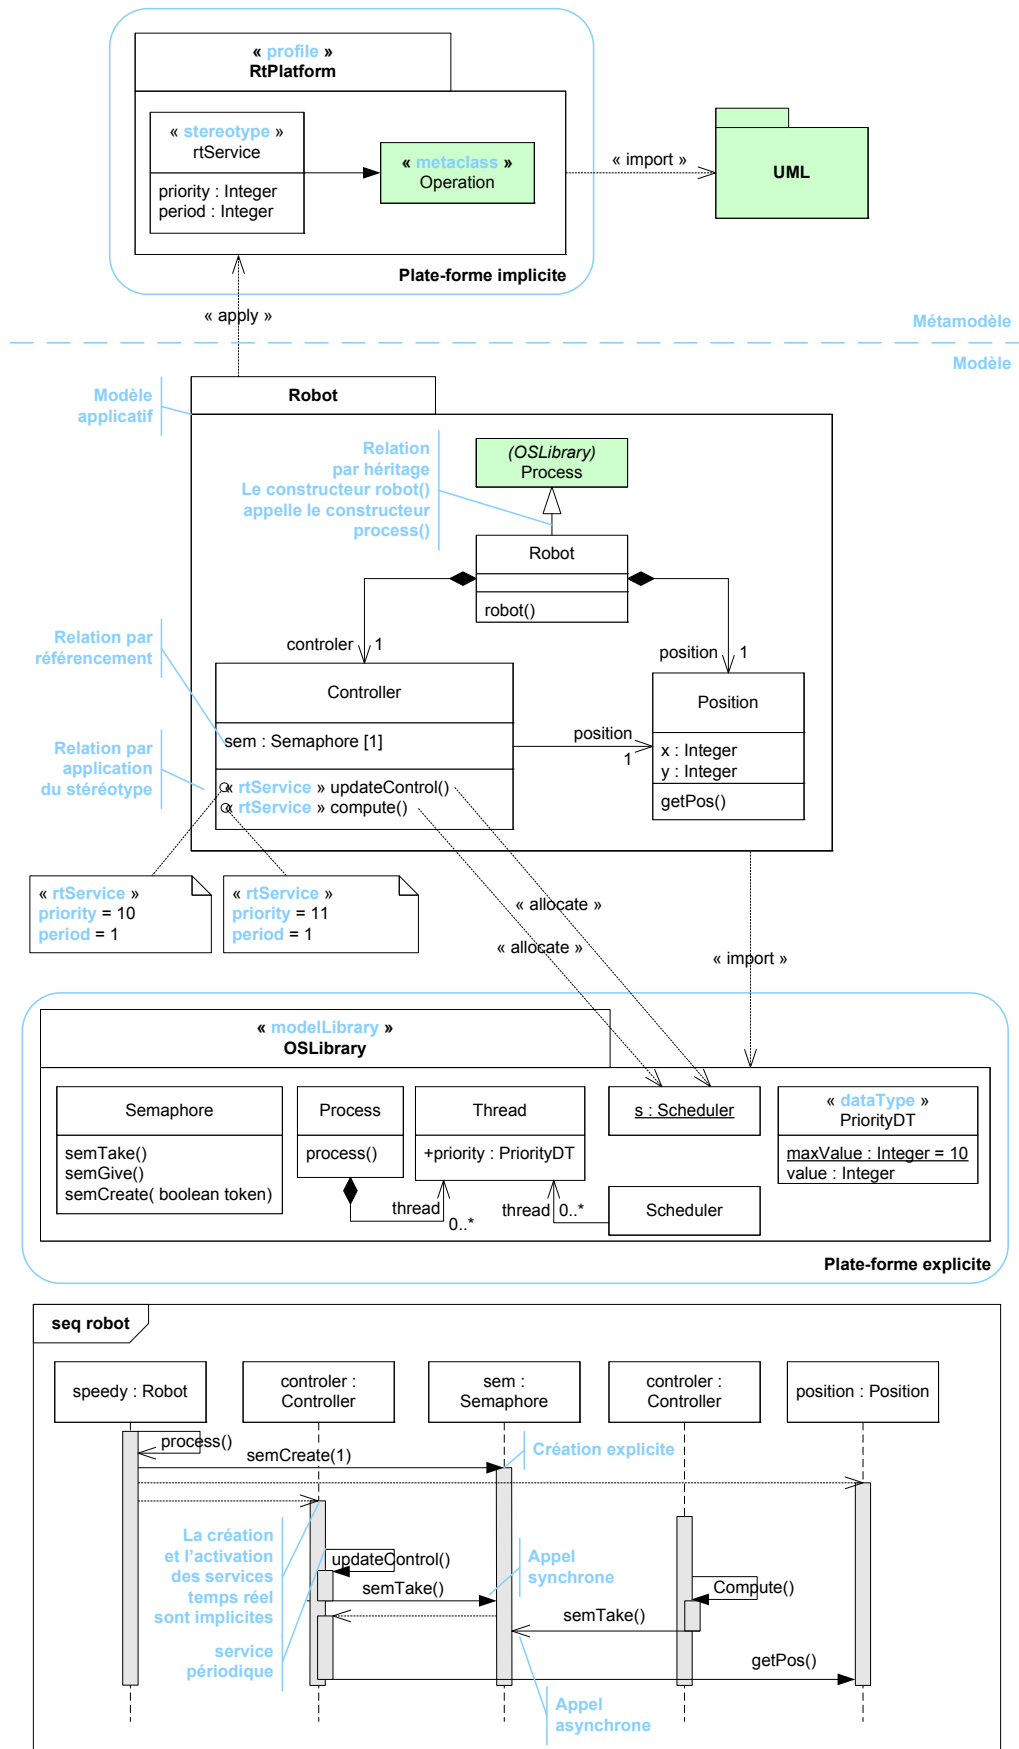 « profile »
RtPlatform
« stereotype »
rtService
priority : Integer
period : Integer
« metaclass »
Operation
« import »
UML
Plate-forme implicite
« apply »
Métamodèle
Modèle
Modèle
applicatif
Robot
Relation
par héritage
Le constructeur robot()
appelle le constructeur
process()
(OSLibrary)
Process
Robot
robot()
Relation par
référencement
controler
1
position
1
Controller
sem : Semaphore [1]
« rtService » updateControl()
« rtService » compute()
position
1
Position
x : Integer
y : Integer
getPos()
Relation par
application
du stéréotype
« rtService »
priority = 10
period = 1
« rtService »
priority = 11
period = 1
« allocate »
« allocate »
« import »
« modelLibrary »
OSLibrary
Semaphore
semTake()
semGive()
semCreate( boolean token)
Process
process()
Thread
+priority : PriorityDT
s : Scheduler
« dataType »
PriorityDT
maxValue : Integer = 10
value : Integer
thread
0..*
thread
0..*
Scheduler
Plate-forme explicite
seq robot
speedy : Robot
controler :
Controller
sem :
Semaphore
controler :
Controller
position : Position
process()
semCreate(1)
Création explicite
La création
et l'activation
des services
temps réel
sont implicites
updateControl()
semTake()
Appel
synchrone
Compute()
semTake()
service
périodique
getPos()
Appel
asynchrone